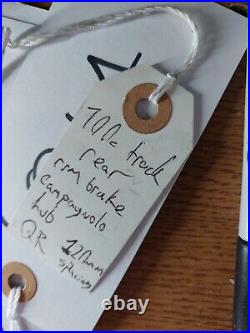 700c track
rear
rim brake
campagnolo
hub
QR 120mm
spacing